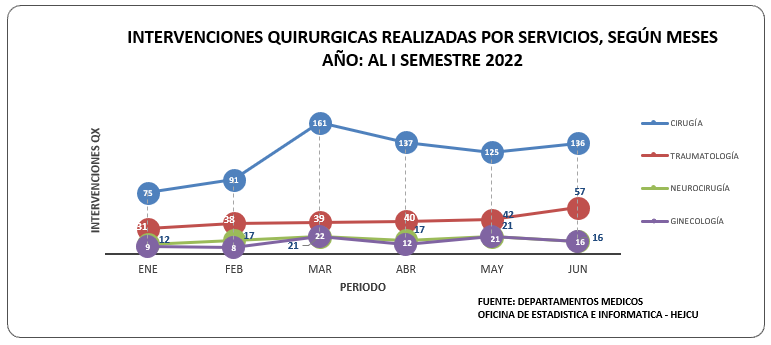 INTERVENCIONES QUIRURGICAS REALIZADAS POR SERVICIOS, SEGÚN MESES
AÑO: AL I SEMESTRE 2022
INTERVENCIONES QX
161
137
136
125
91
75
57
31
38
39
40
42
12
17
21
17
21
16
9
8
22
12
21
16
ENE
FEB
MAR
ABR
MAY
JUN
PERIODO
CIRUGÍA
TRAUMATOLOGÍA
NEUROCIRUGÍA
GINECOLOGÍA
FUENTE: DEPARTAMENTOS MEDICOS
OFICINA DE ESTADISTICA E INFORMATICA - HEJCU